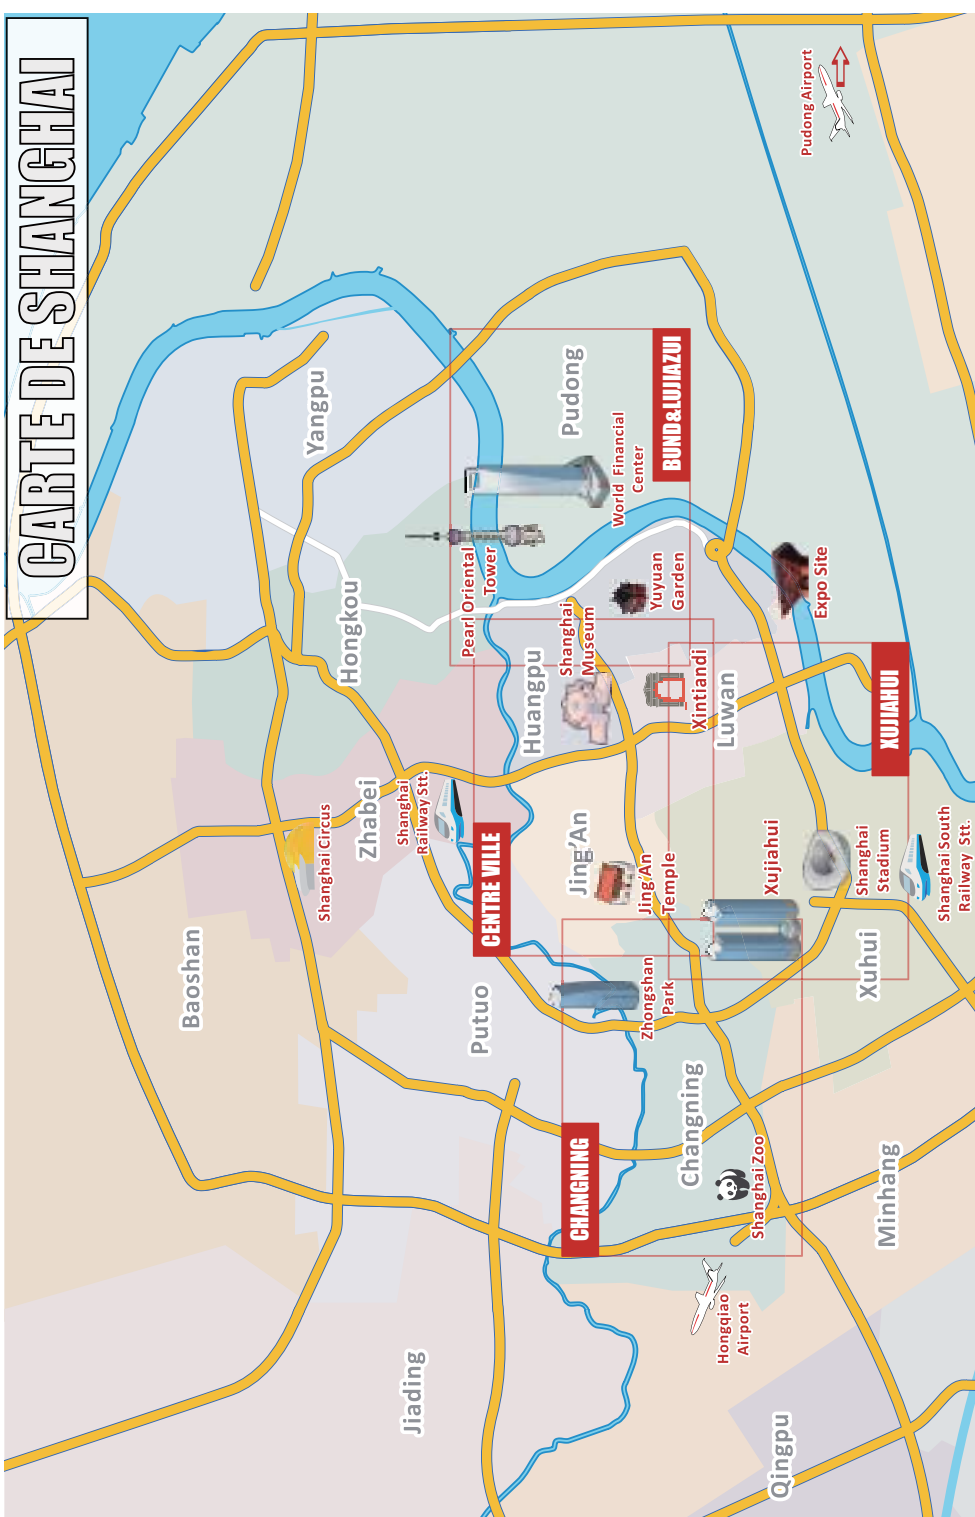 CARTE DE SHANGHAI
Pudong Airport
Yangpu
Pudong
BUND&LUJIAZUI
World Financial
Center
Pearl Oriental
Tower
Yuyuan
Garden
Expo Site
Hongkou
Shanghai
Museum
Huangpu
Xintiandi
Luwan
XUJIAHUI
Zhabei
Shanghai
Railway Stt.
Shanghai Circus
CENTRE VILLE
Jing'An
Jing'An
Temple
Xujiahui
Shanghai
Stadium
Shanghai South
Railway Stt.
Baoshan
Putuo
Zhongshan
Park
Xuhui
Changning
CHANGNING
Shanghai Zoo
Minhang
Hongqiao
Airport
Jiading
Qingpu